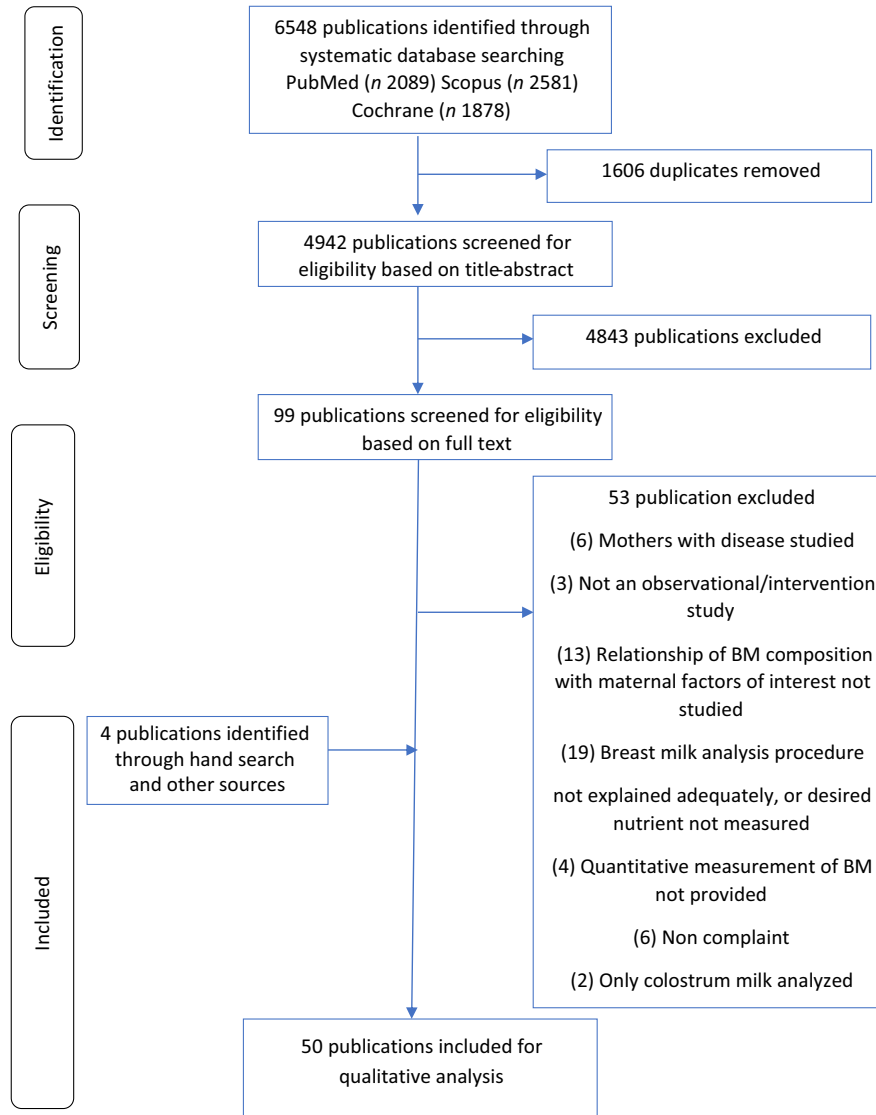 Identification
6548 publications identified through
systematic database searching
PubMed (n 2089) Scopus (n 2581)
Cochrane (n 1878)
1606 duplicates removed
Screening
4942 publications screened for
eligibility based on title-abstract
4843 publications excluded
Eligibility
99 publications screened for eligibility
based on full text
53 publication excluded
(6) Mothers with disease studied
(3) Not an observational/intervention
study
(13) Relationship of BM composition
with maternal factors of interest not
studied
(19) Breast milk analysis procedure
not explained adequately, or desired
nutrient not measured
(4) Quantitative measurement of BM
not provided
(6) Non complaint
(2) Only colostrum milk analyzed
Included
4 publications identified
through hand search
and other sources
50 publications included for
qualitative analysis